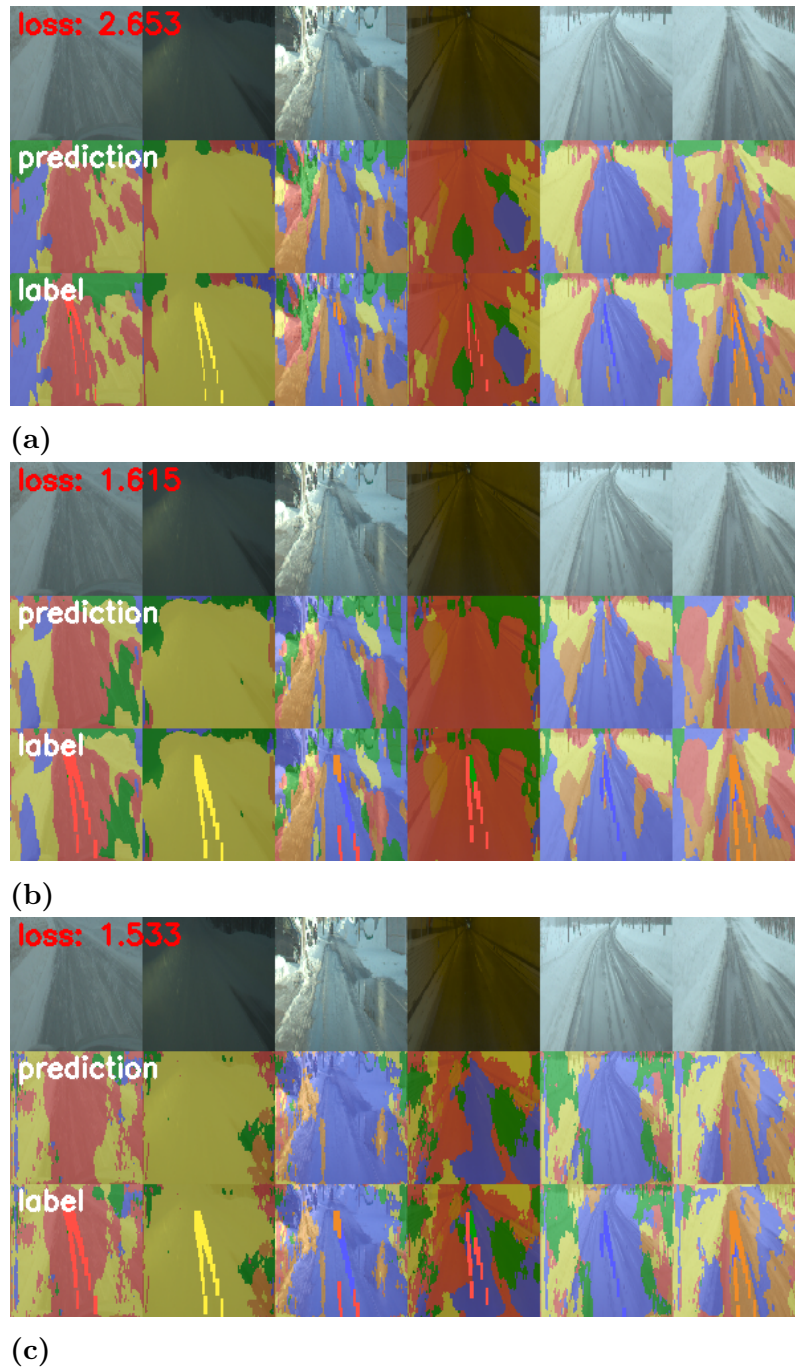 loss: 2.653
prediction
label
(a)
loss: 1.615
prediction
label
(b)
loss: 1.533
prediction
label
(c)